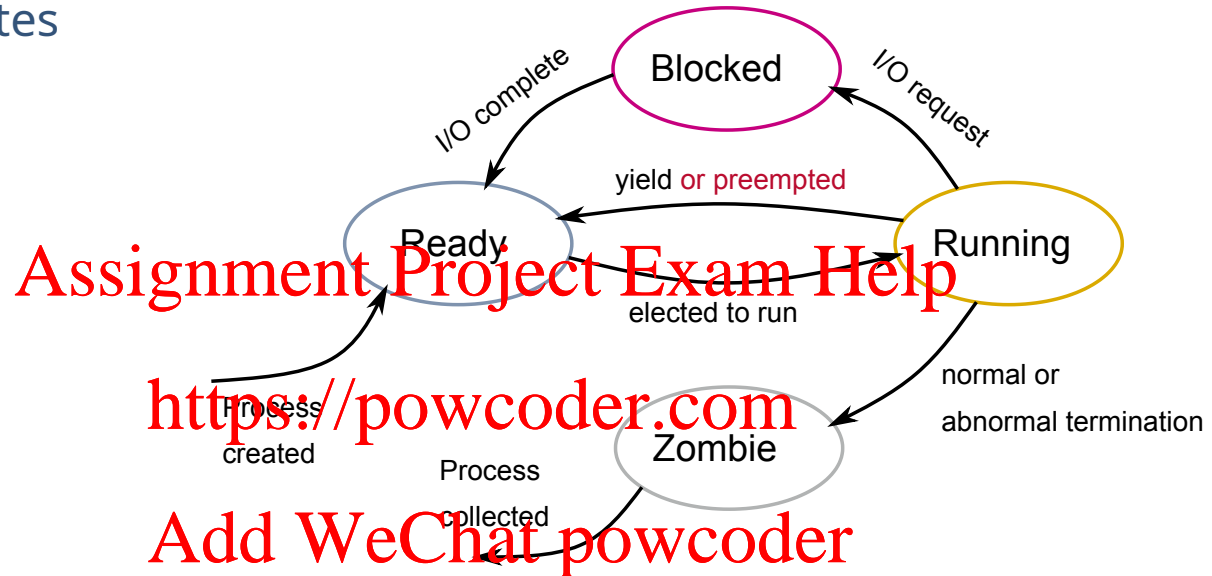 tes
Blocked
I/O complete
I/O request
yield or preempted
Ready
Running
Assignment Project Exam Help
elected to run
normal or
abnormal termination
https://powcoder.com
Process
created
Zombie
Process
collected
Add WeChat powcoder